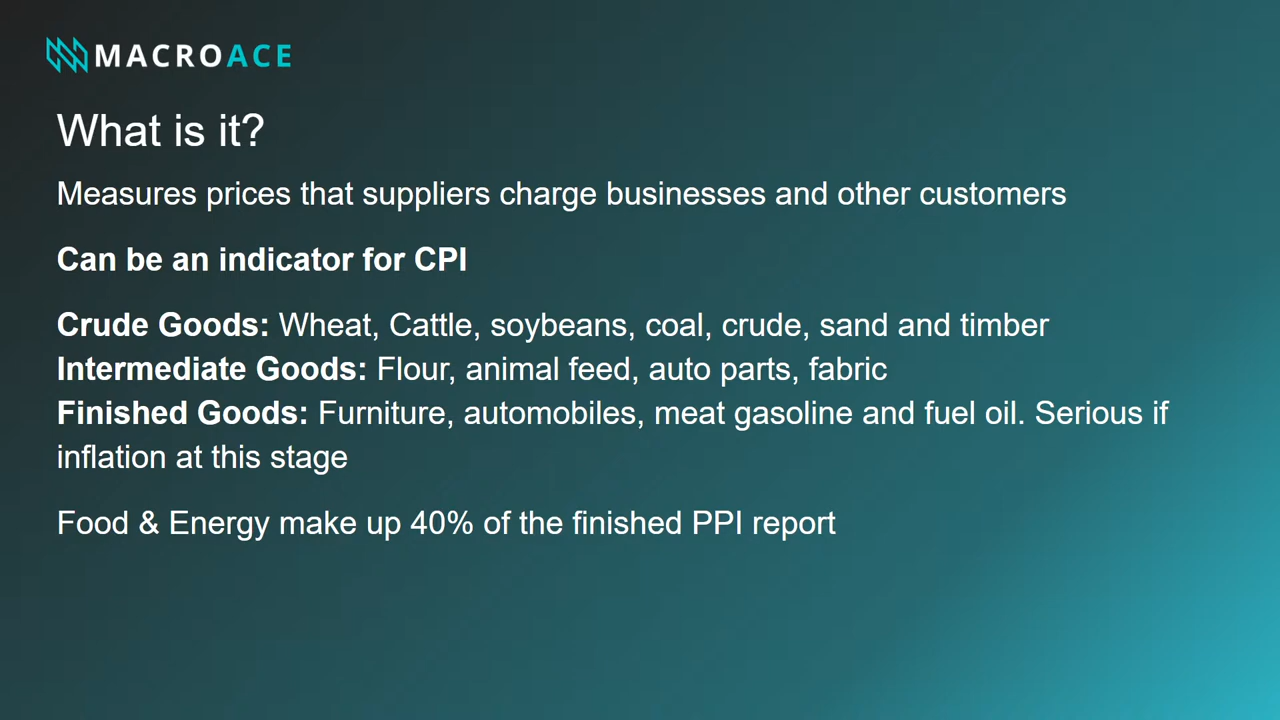 MACROACE
What is it?
Measures prices that suppliers charge businesses and other customers
Can be an indicator for CPI
Crude Goods: Wheat, Cattle, soybeans, coal, crude, sand and timber
Intermediate Goods: Flour, animal feed, auto parts, fabric
Finished Goods: Furniture, automobiles, meat gasoline and fuel oil. Serious if
inflation at this stage
Food & Energy make up 40% of the finished PPI report